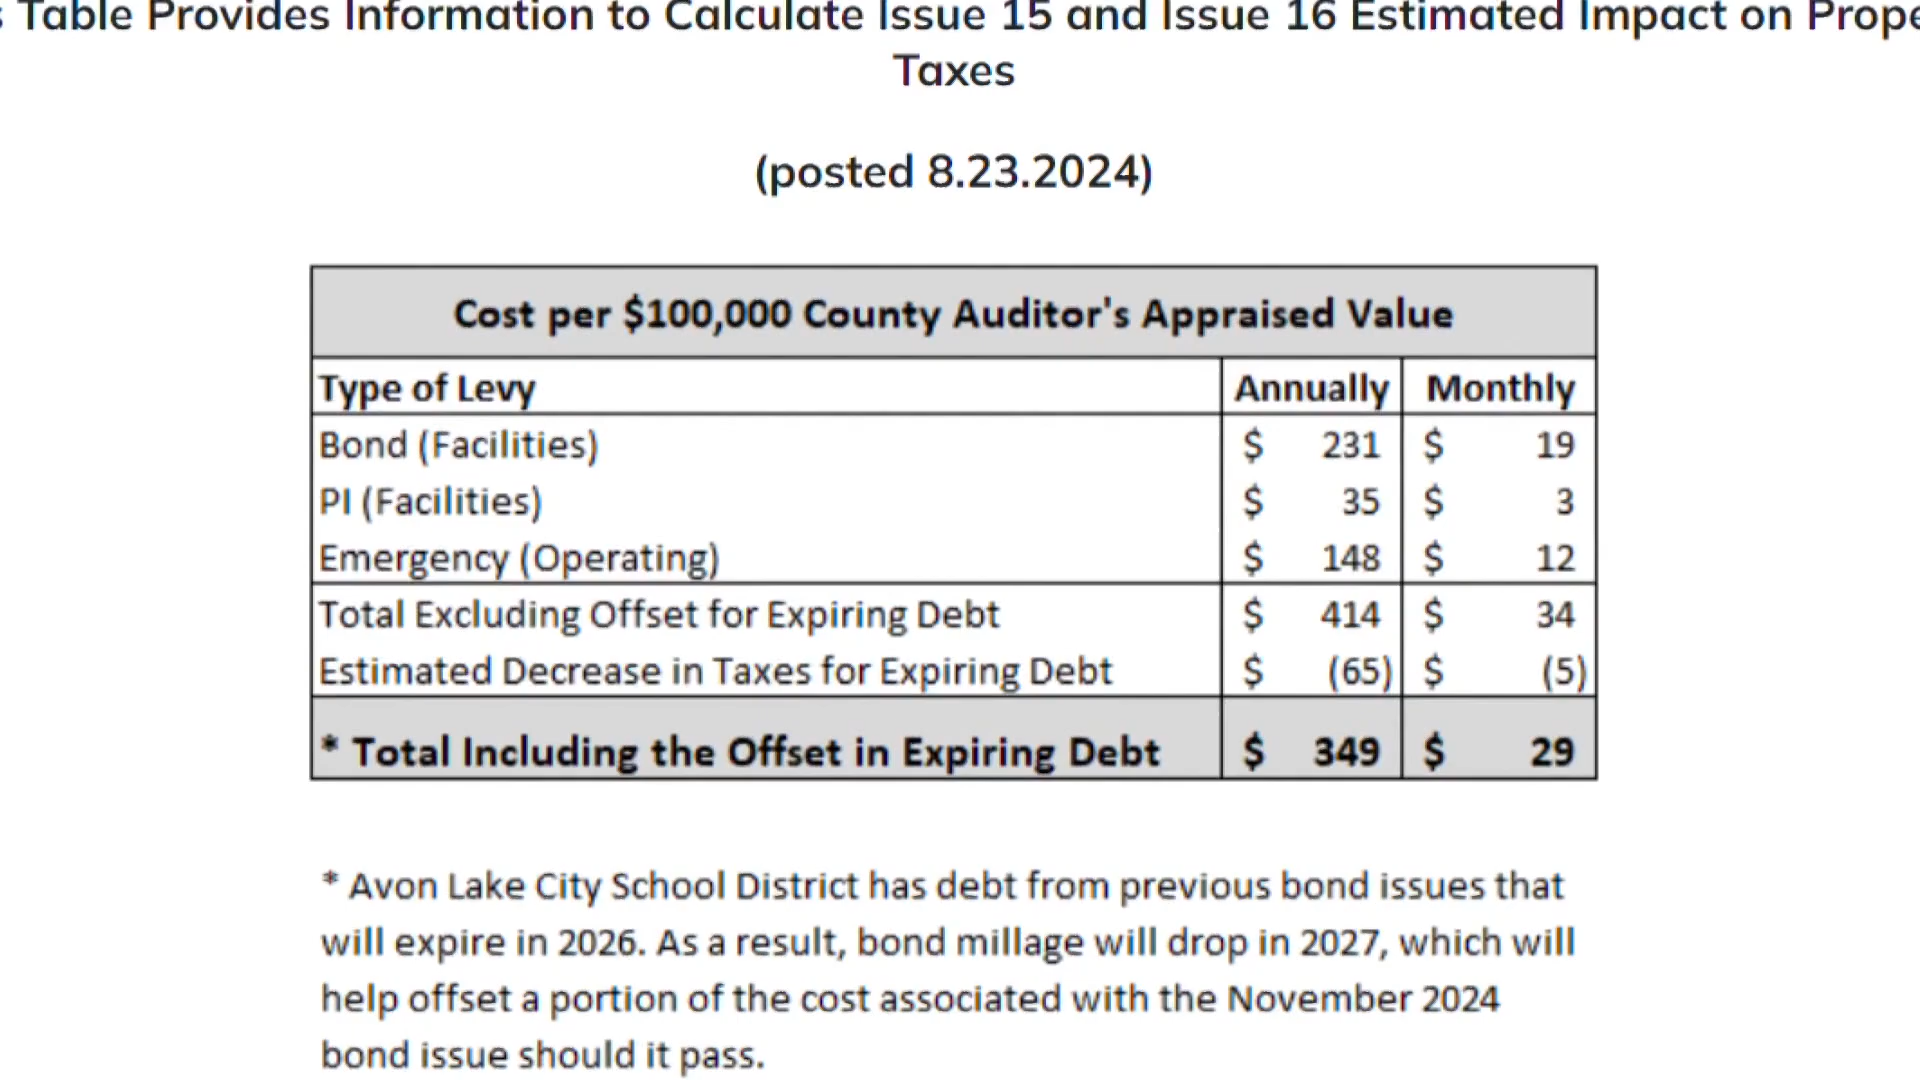 Table Provides Information to Calculate Issue 15 and Issue 16 Estimated Impact on Prope
Taxes
(posted 8.23.2024)
Cost per $100,000 County Auditor's Appraised Value
Type of Levy Annually Monthly
Bond (Facilities) $ 231 $ 19
PI (Facilities) $ 35 $ 3
Emergency (Operating) $ 148 $ 12
Total Excluding Offset for Expiring Debt $ 414 $ 34
Estimated Decrease in Taxes for Expiring Debt $ (65) $ (5)
* Total Including the Offset in Expiring Debt $ 349 $ 29
* Avon Lake City School District has debt from previous bond issues that
will expire in 2026. As a result, bond millage will drop in 2027, which will
help offset a portion of the cost associated with the November 2024
bond issue should it pass.